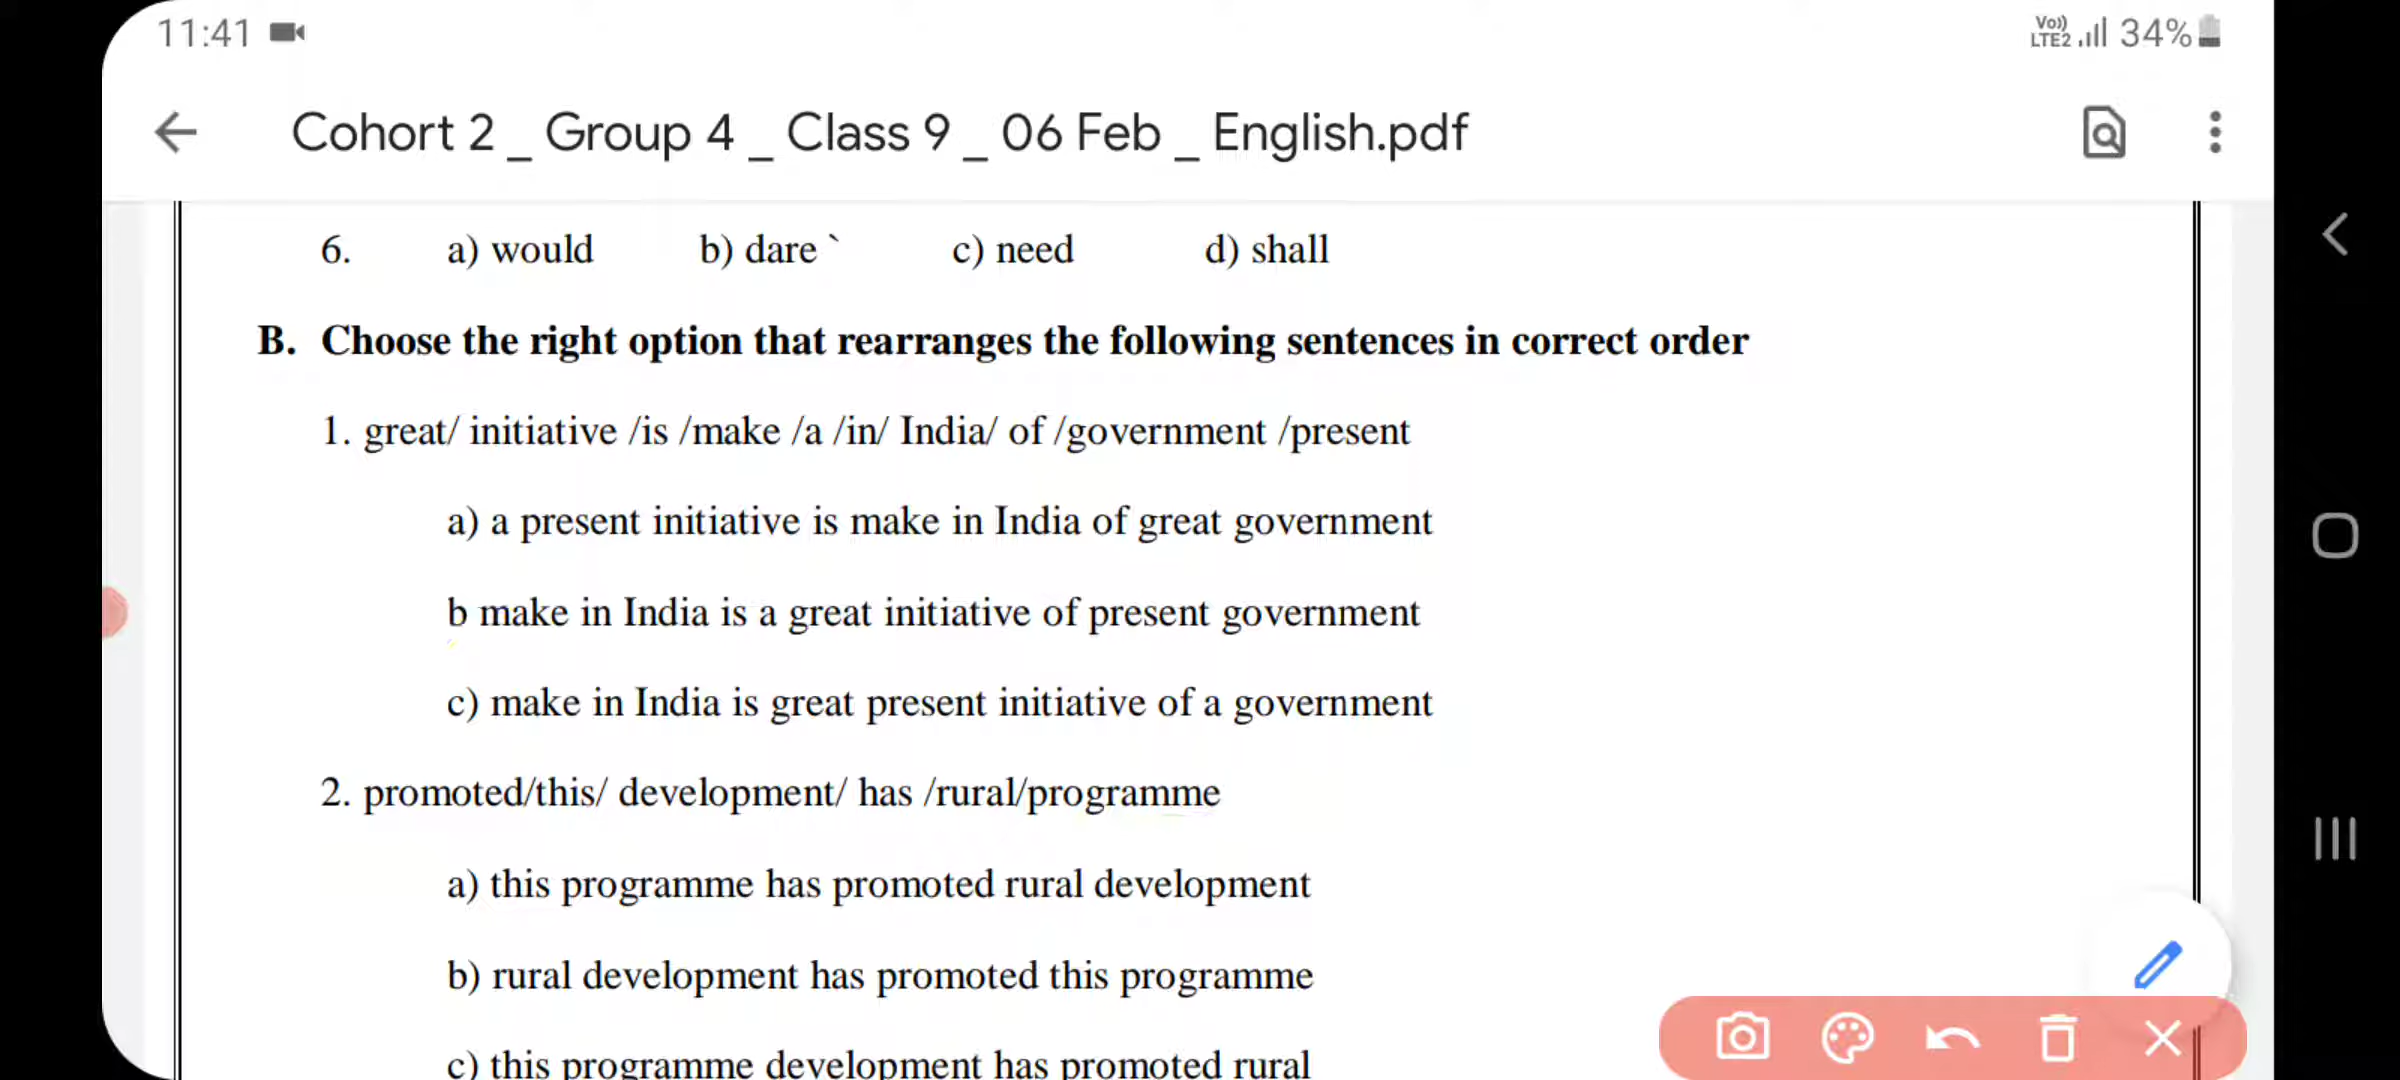 11:41
Vo)) LTE2 34%
Cohort 2 _ Group 4 _ Class 9 _ 06 Feb _ English.pdf
6. a) would b) dare ` c) need d) shall
B. Choose the right option that rearranges the following sentences in correct order
1. great/ initiative /is /make /a /in/ India/ of /government /present
a) a present initiative is make in India of great government
b make in India is a great initiative of present government
c) make in India is great present initiative of a government
2. promoted/this/ development/ has /rural/programme
a) this programme has promoted rural development
b) rural development has promoted this programme
c) this programme development has promoted rural